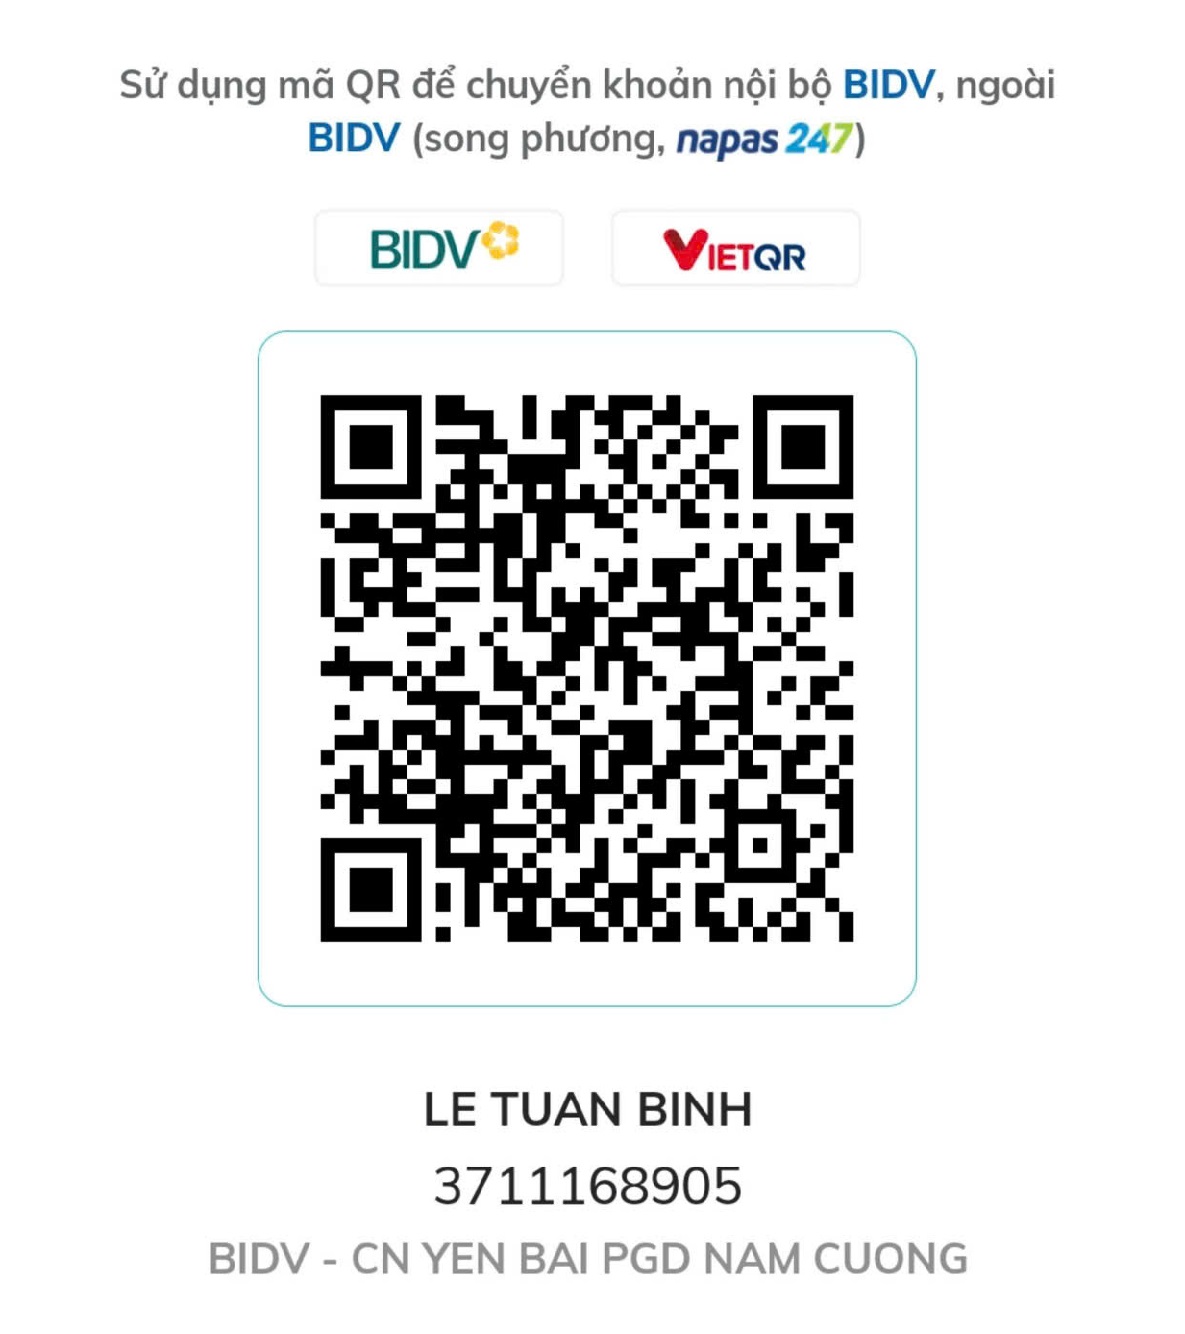 Sử dụng mã QR để chuyển khoản nội bộ BIDV, ngoài
BIDV (song phương, napas 247)
BIDV VIETQR
LE TUAN BINH
3711168905
BIDV - CN YEN BAI PGD NAM CUONG